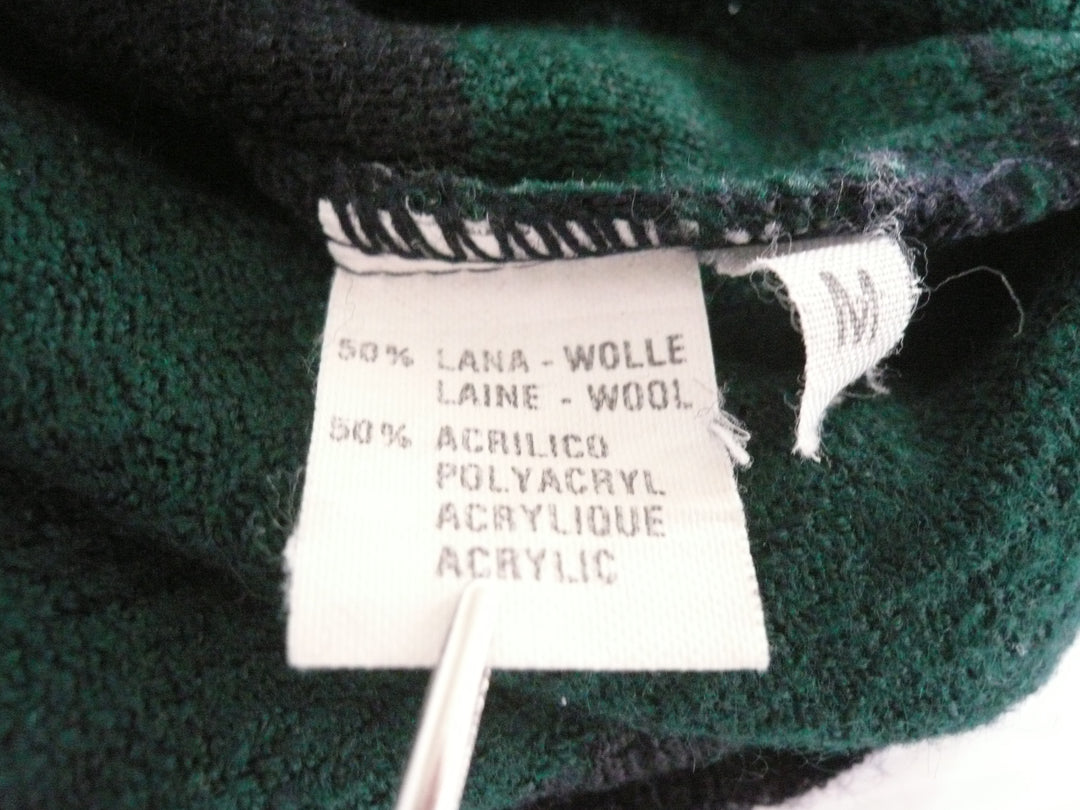 50% LANA - WOLLE
LAINE - WOOL
50% ACRILICO
POLYACRYL
ACRYLIQUE
ACRYLIC
M